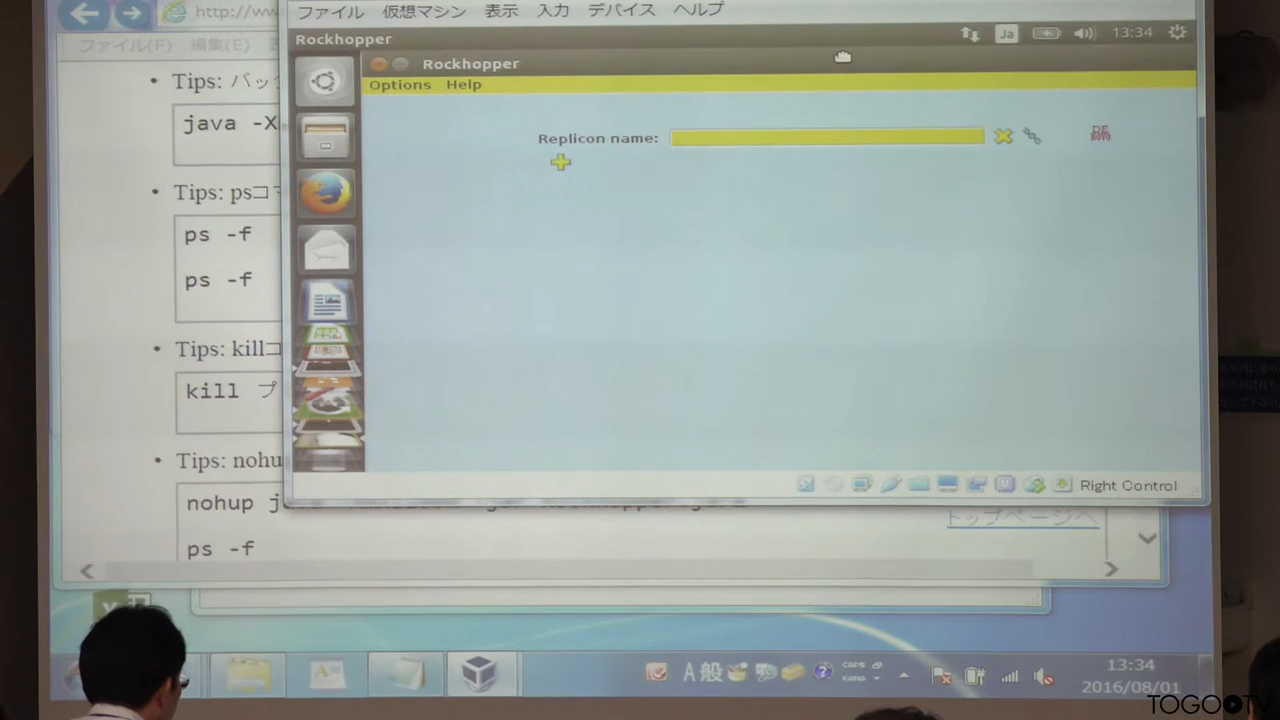 http://ww
ファイル(F) 編集(E)
• Tips: バッ
java -X
• Tips: psコ
ps -f
ps -f
• Tips: killコ
kill プ
• Tips: nohu
nohup j
ps -f
トップページへ
ファイル 仮想マシン 表示 入力 デバイス ヘルプ
Rockhopper
Ja
13:34
Rockhopper
Options Help
Replicon name:
Right Control
A 般
CAPS
KANA
13:34
2016/08/01
TOGOTV